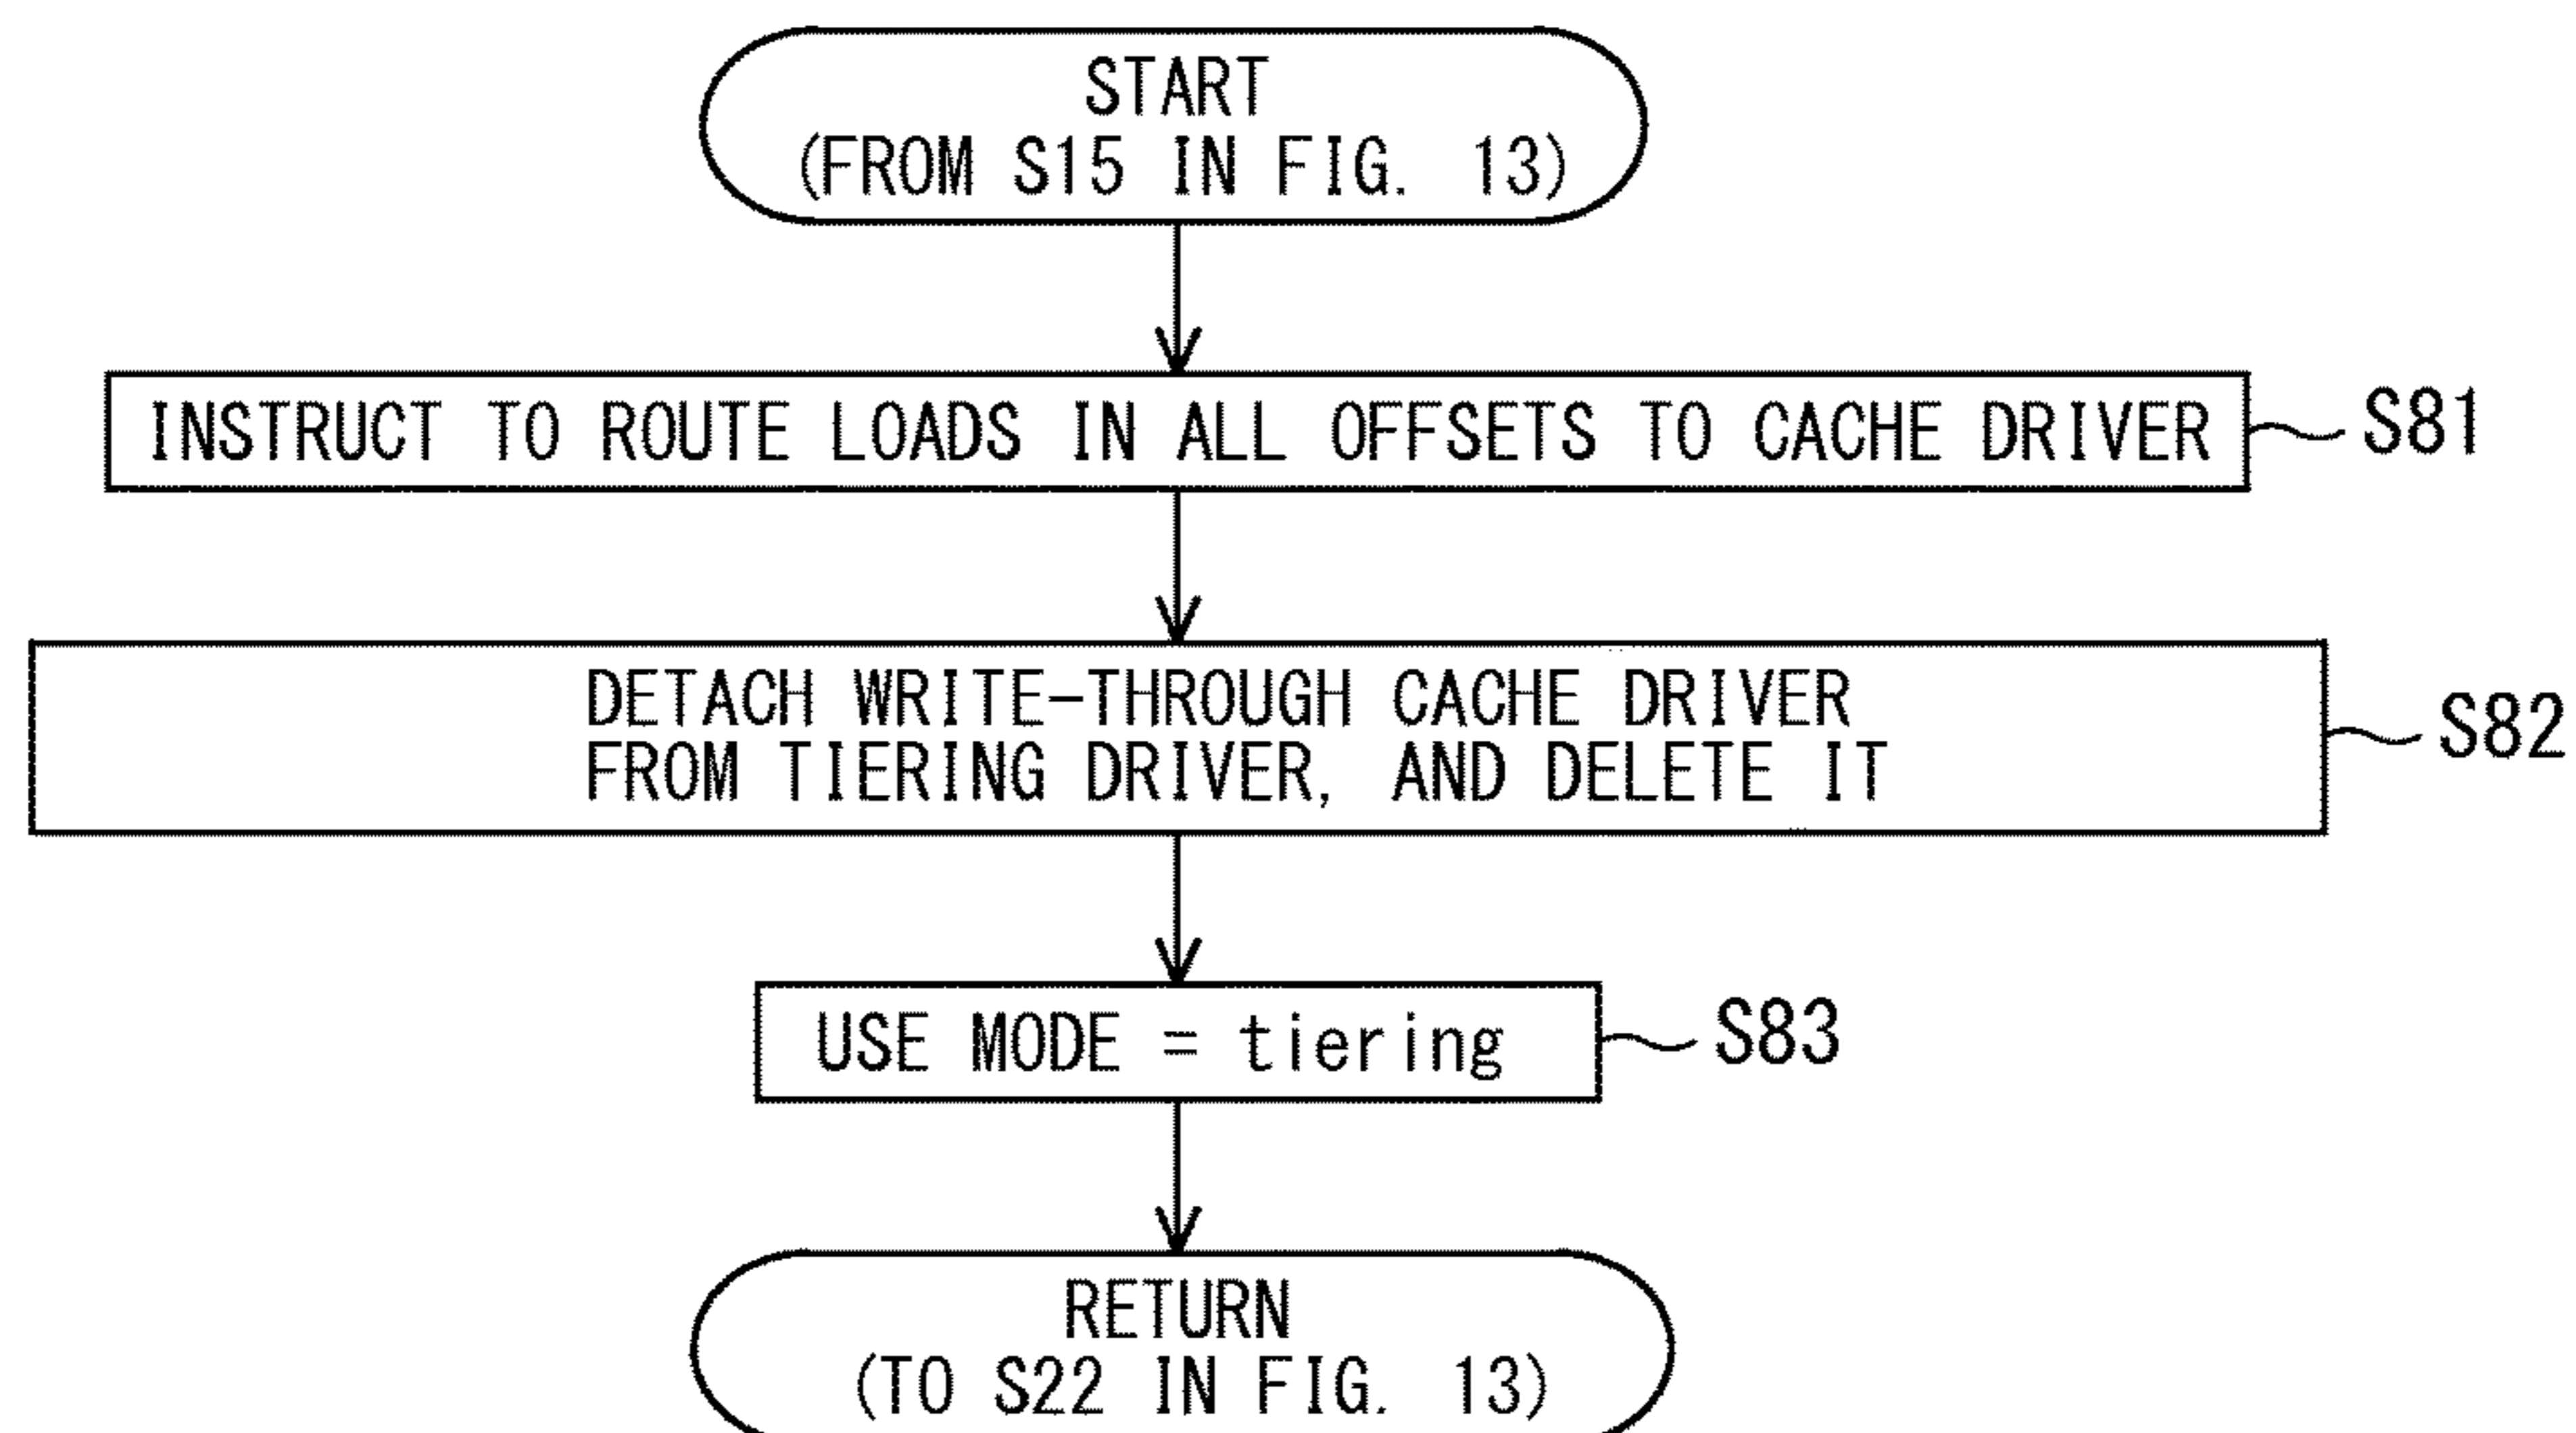 START
(FROM S15 IN FIG. 13)
INSTRUCT TO ROUTE LOADS IN ALL OFFSETS TO CACHE DRIVER
S81
DETACH WRITE-THROUGH CACHE DRIVER
FROM TIERING DRIVER, AND DELETE IT
S82
USE MODE = tiering
S83
RETURN
(TO S22 IN FIG. 13)